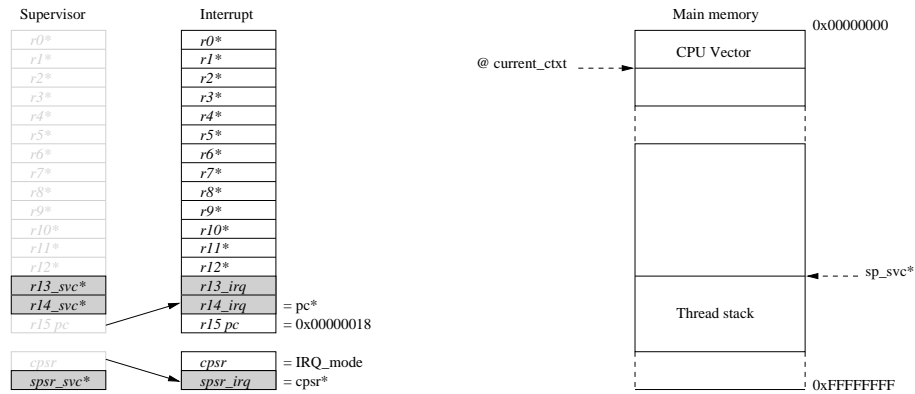 Supervisor
r0*
r1*
r2*
r3*
r4*
r5*
r6*
r7*
r8*
r9*
r10*
r11*
r12*
r13_svc*
r14_svc*
r15 pc
cpsr
spsr_svc*
Interrupt
r0*
r1*
r2*
r3*
r4*
r5*
r6*
r7*
r8*
r9*
r10*
r11*
r12*
r13_irq
r14_irq = pc*
r15 pc = 0x00000018
cpsr = IRQ_mode
spsr_irq = cpsr*
Main memory
0x00000000
CPU Vector
@ current_ctxt
sp_svc*
Thread stack
0xFFFFFFFF